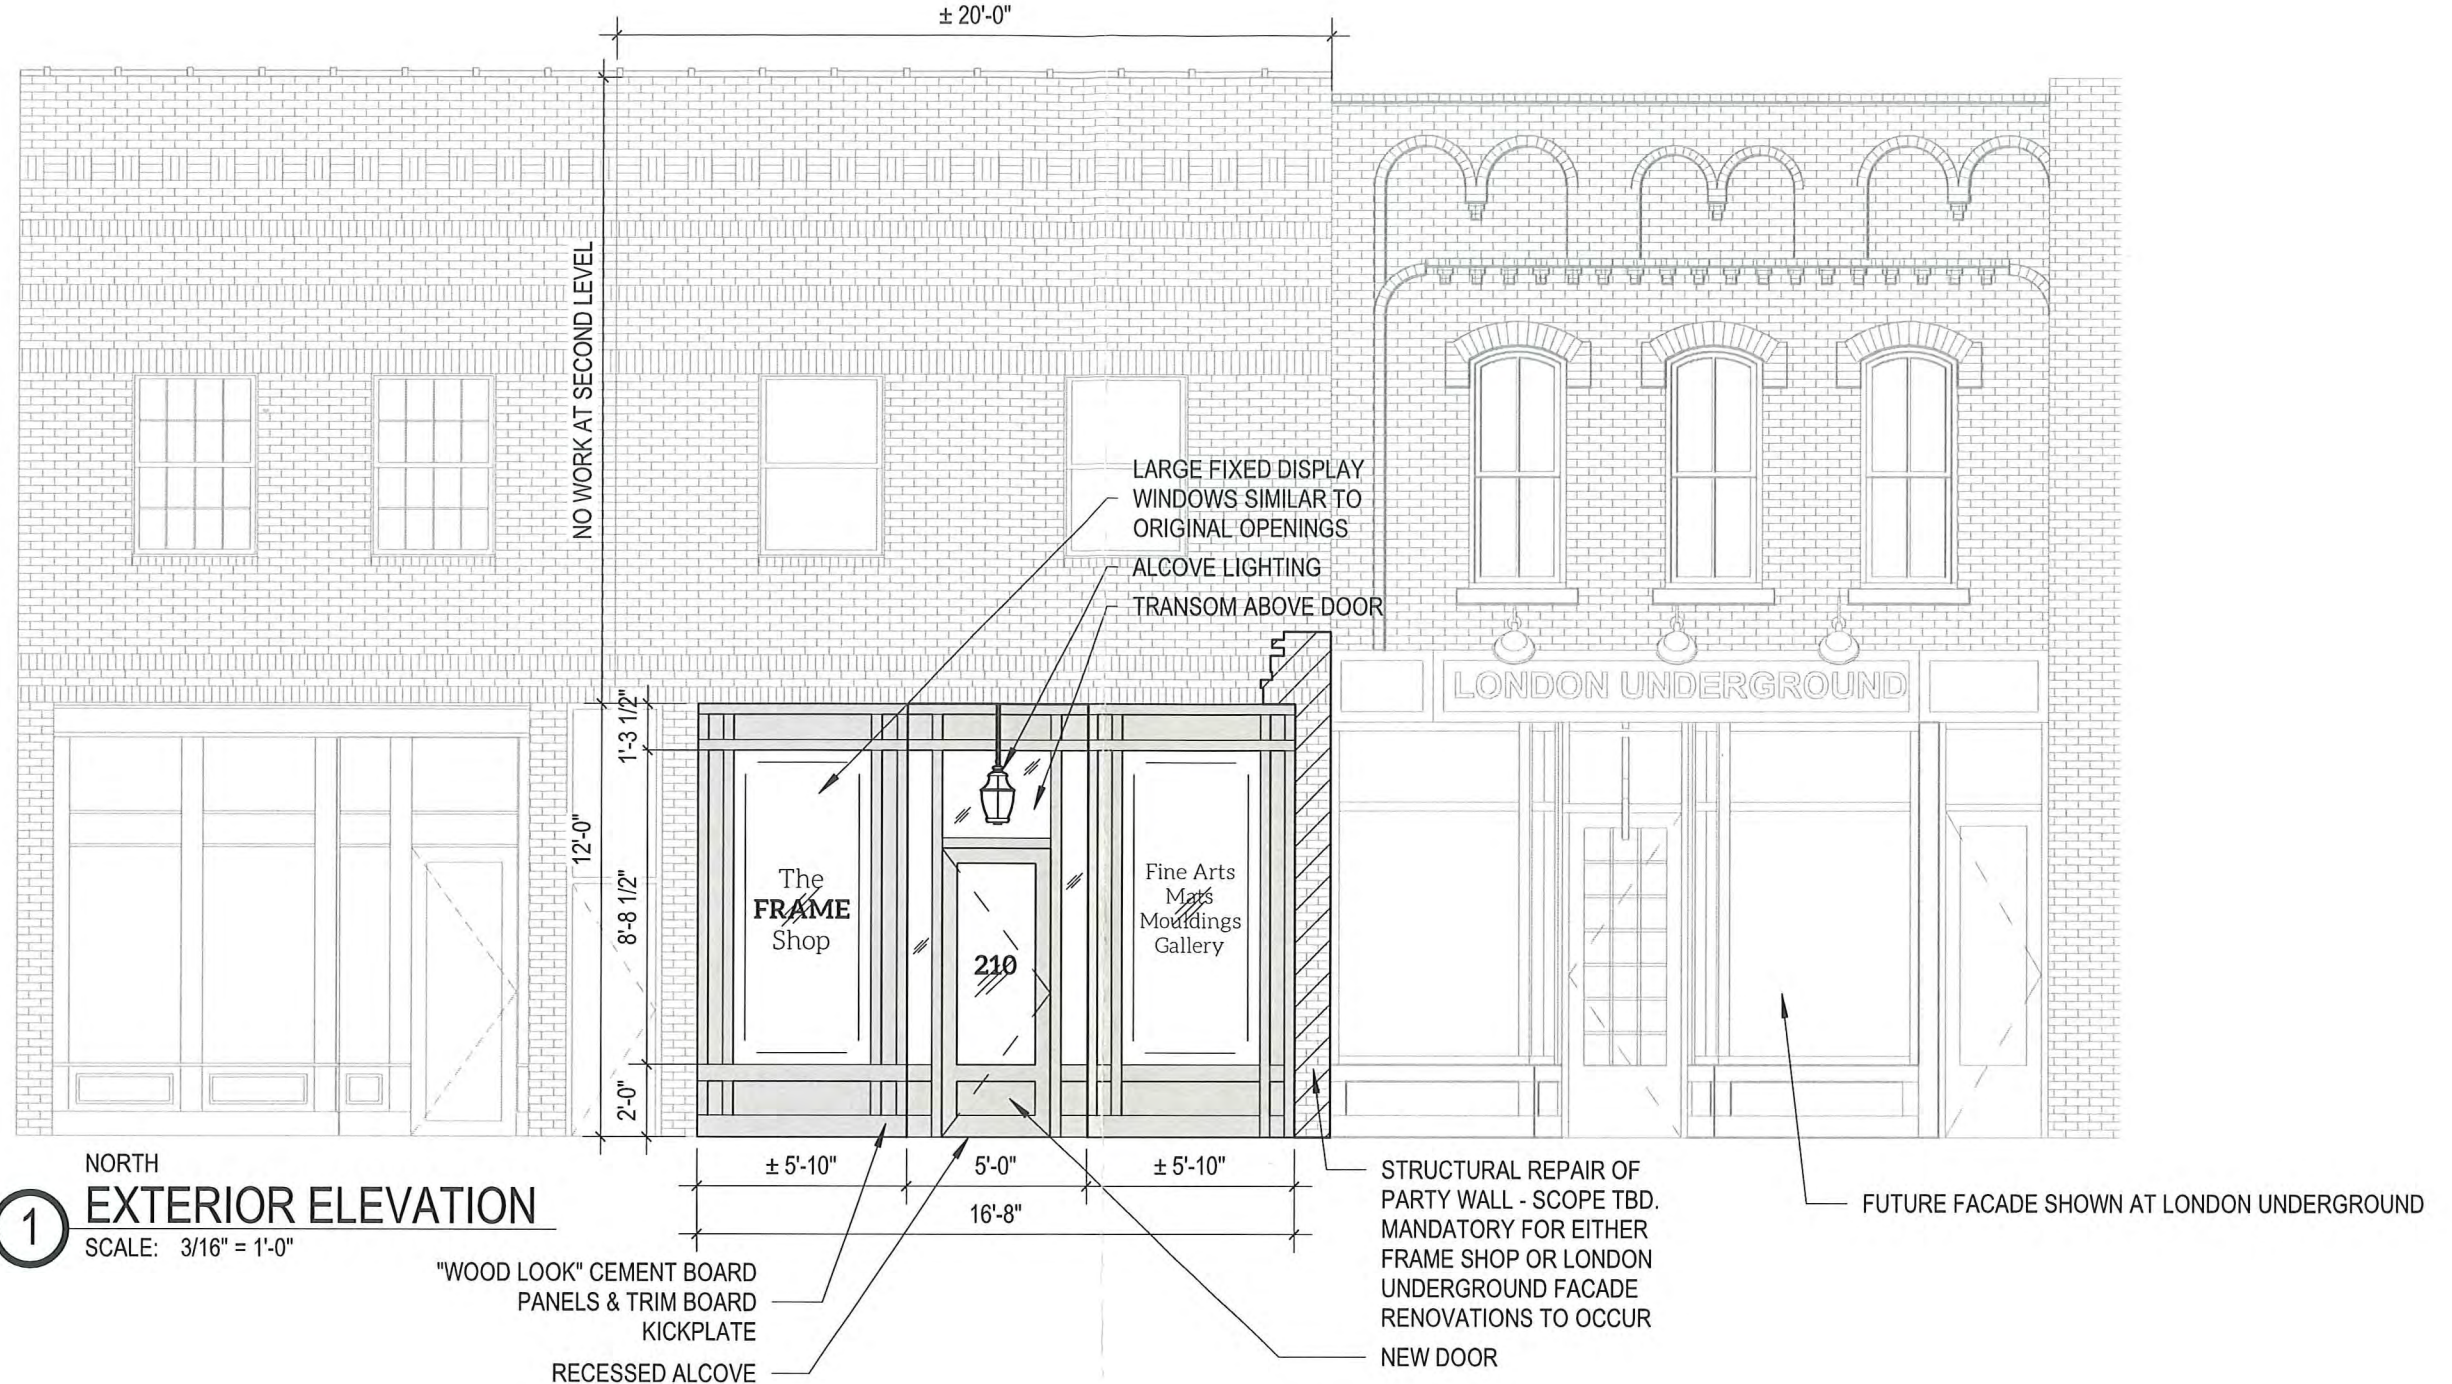 ± 20'-0"
NO WORK AT SECOND LEVEL
LARGE FIXED DISPLAY
WINDOWS SIMILAR TO
ORIGINAL OPENINGS
ALCOVE LIGHTING
TRANSOM ABOVE DOOR
LONDON UNDERGROUND
1'-3 1/2"
12'-0"
8'-8 1/2"
2'-0"
The
FRAME
Shop
210
Fine Arts
Mats
Mouldings
Gallery
± 5'-10"
5'-0"
± 5'-10"
16'-8"
1
NORTH
EXTERIOR ELEVATION
SCALE: 3/16" = 1'-0"
"WOOD LOOK" CEMENT BOARD
PANELS & TRIM BOARD
KICKPLATE
RECESSED ALCOVE
STRUCTURAL REPAIR OF
PARTY WALL - SCOPE TBD.
MANDATORY FOR EITHER
FRAME SHOP OR LONDON
UNDERGROUND FACADE
RENOVATIONS TO OCCUR
NEW DOOR
FUTURE FACADE SHOWN AT LONDON UNDERGROUND